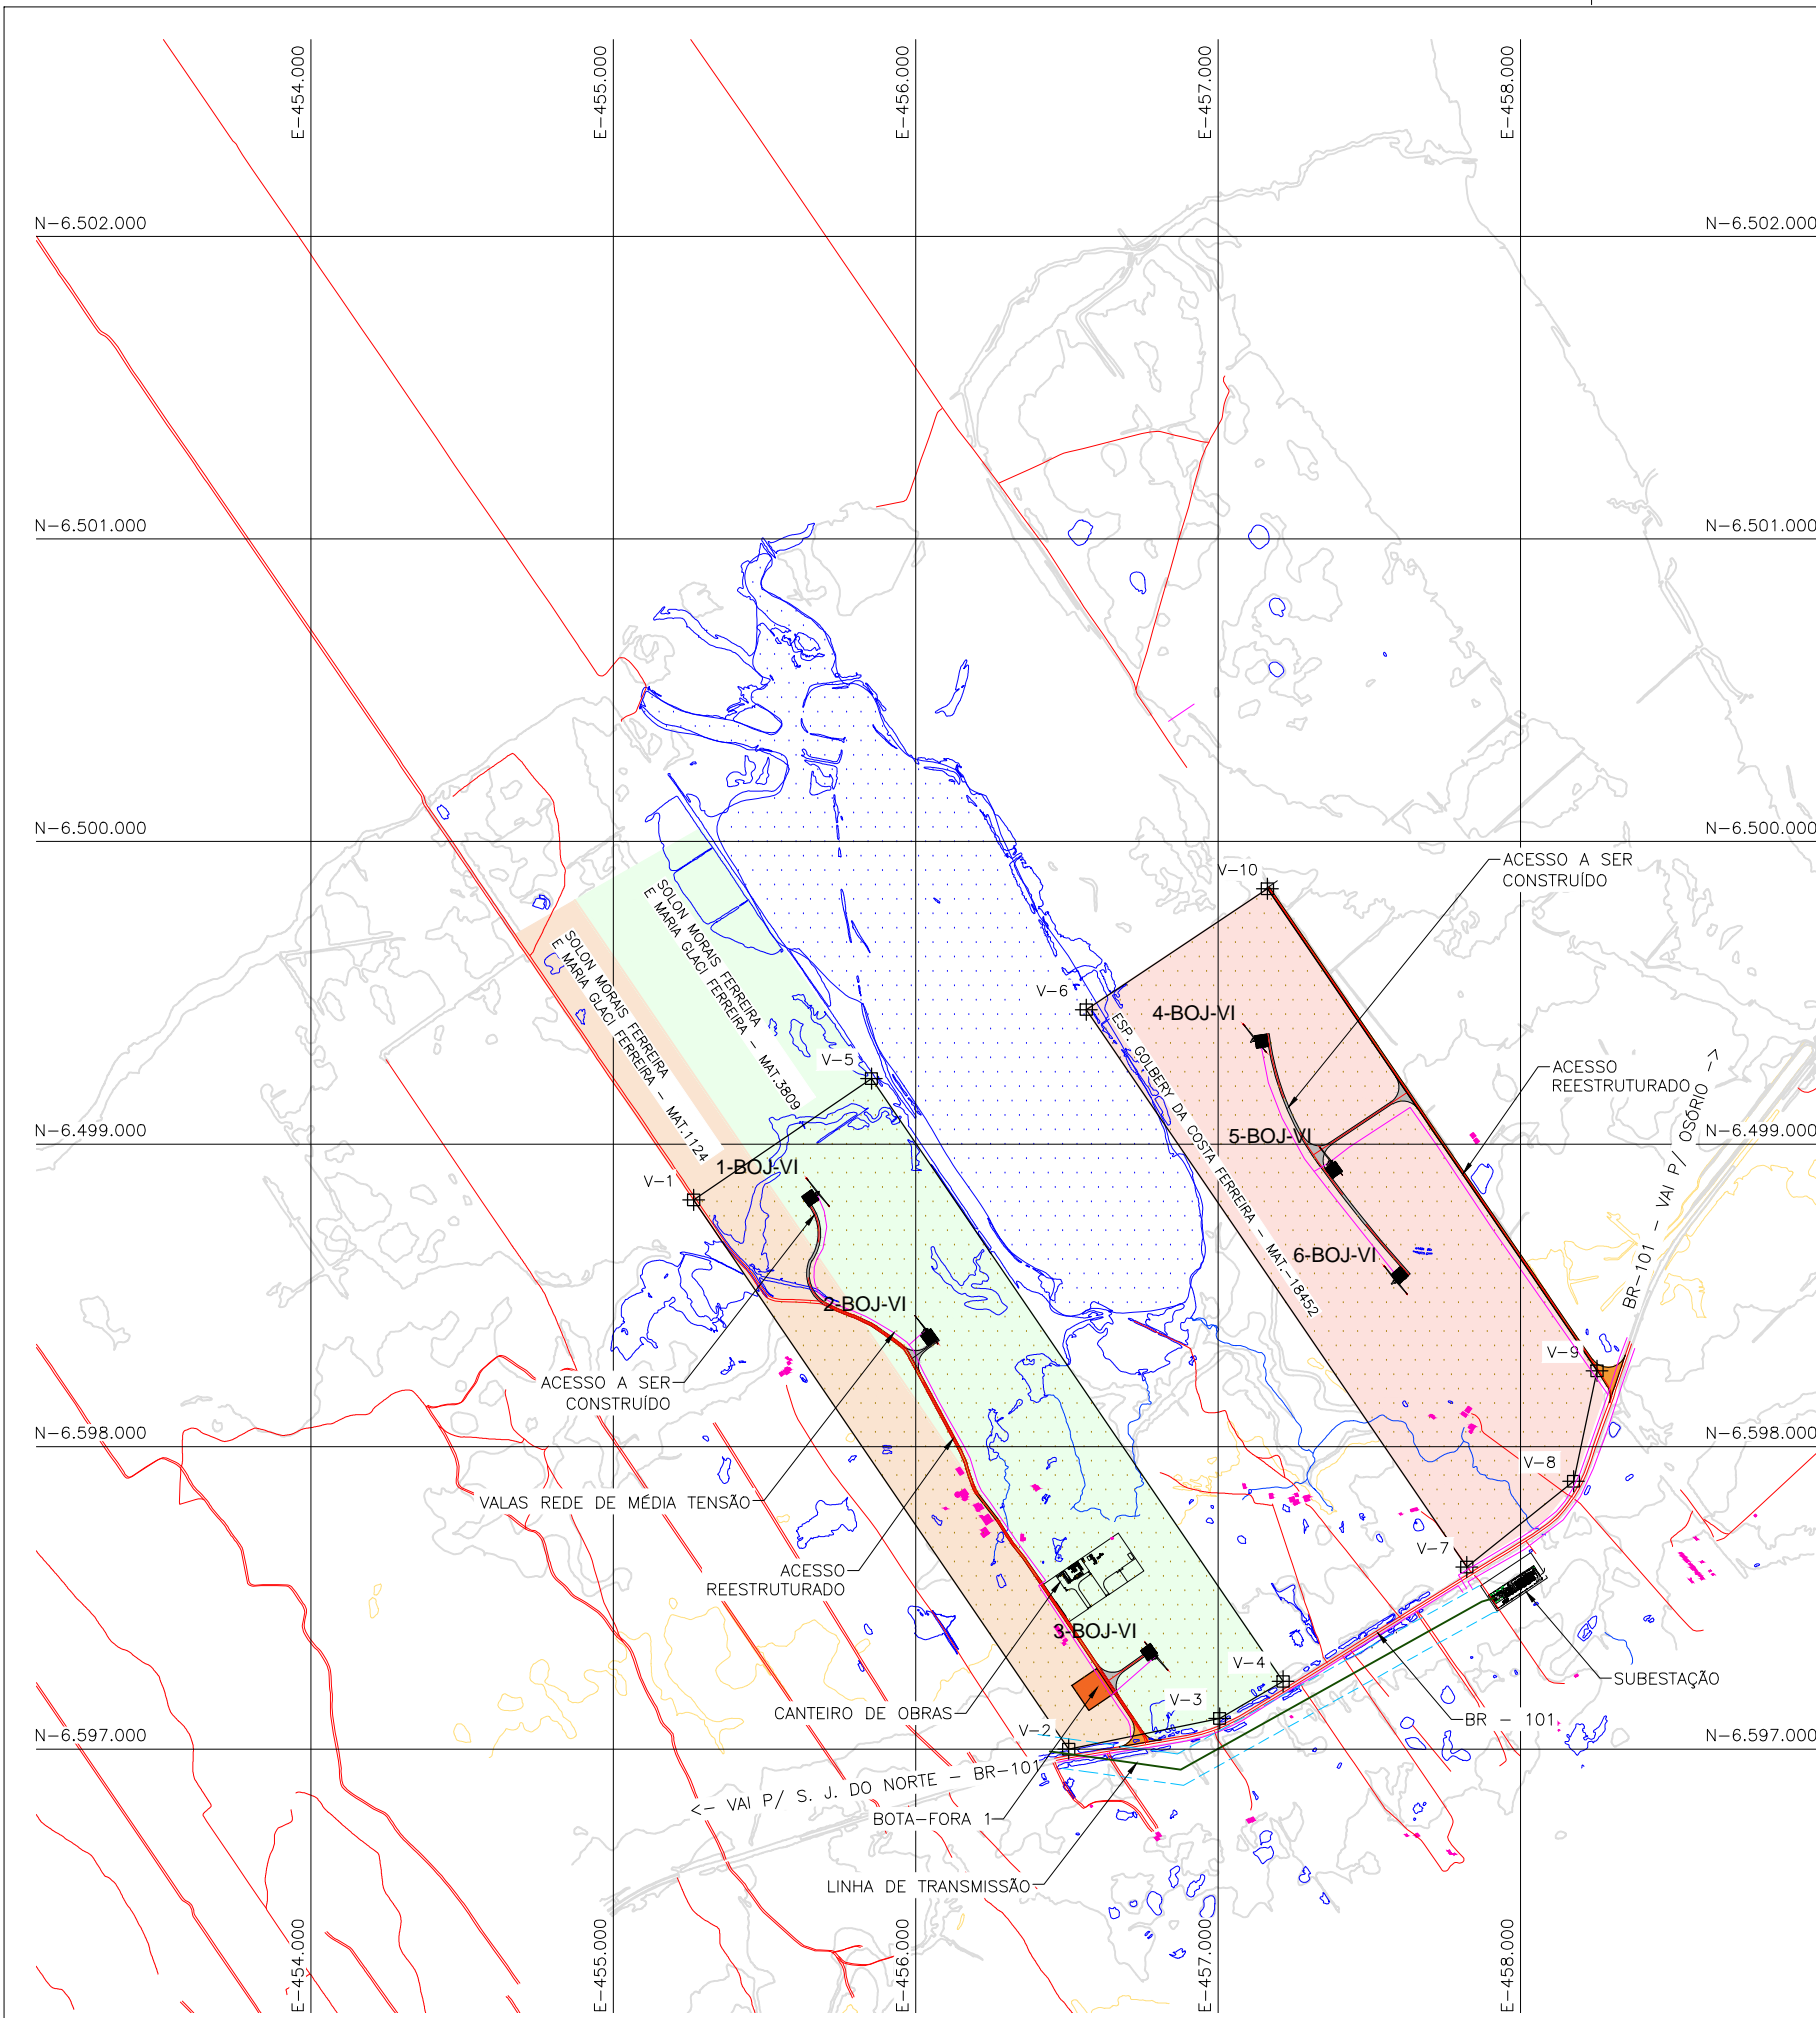 E-454.000
E-455.000
E-456.000
E-457.000
E-458.000
N-6.502.000
N-6.502.000
N-6.501.000
N-6.501.000
N-6.500.000
N-6.500.000
ACESSO A SER
CONSTRUÍDO
V-10
SOLON MORAIS FERREIRA
E MARIA GLACI FERREIRA - MAT.3809
SOLON MORAIS FERREIRA
E MARIA GLACI FERREIRA - MAT.1124
V-6
4-BOJ-VI
ESP. GOLBERY DA COSTA FERREIRA - MAT.-18452
V-5
ACESSO
REESTRUTURADO
BR-101 - VAI P/ OSÓRIO ->
N-6.499.000
N-6.499.000
5-BOJ-VI
1-BOJ-VI
V-1
6-BOJ-VI
2-BOJ-VI
V-9
ACESSO A SER
CONSTRUÍDO
N-6.598.000
N-6.598.000
V-8
VALAS REDE DE MÉDIA TENSÃO
V-7
ACESSO
REESTRUTURADO
3-BOJ-VI
V-4
SUBESTAÇÃO
V-3
CANTEIRO DE OBRAS
BR - 101
V-2
N-6.597.000
N-6.597.000
<- VAI P/ S. J. DO NORTE - BR-101
BOTA-FORA 1
LINHA DE TRANSMISSÃO
E-454.000
E-455.000
E-456.000
E-457.000
E-458.000